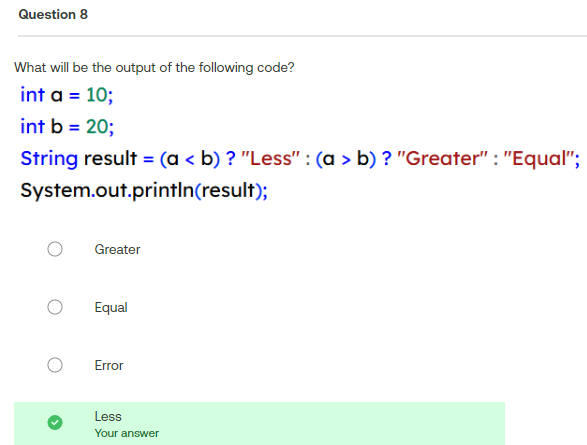 Question 8
What will be the output of the following code?
int a = 10;
int b = 20;
String result = (a < b) ? "Less" : (a > b) ? "Greater" : "Equal";
System.out.println(result);
Greater
Equal
Error
Less
Your answer